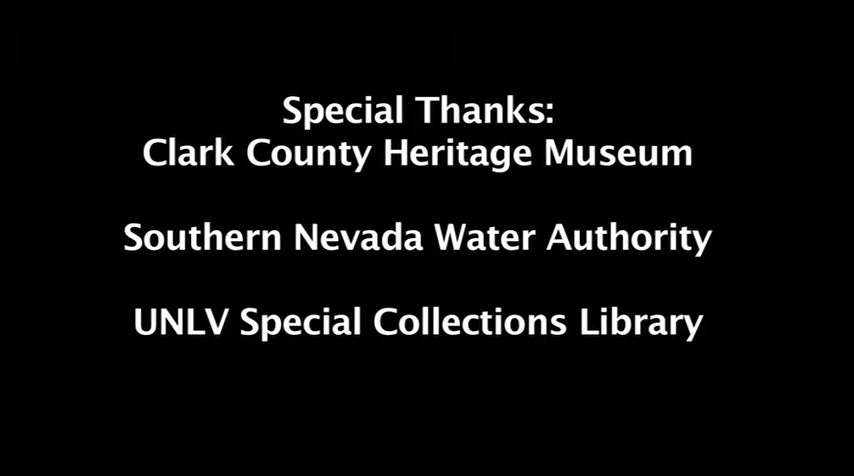 Special Thanks:
Clark County Heritage Museum
Southern Nevada Water Authority
UNLV Special Collections Library